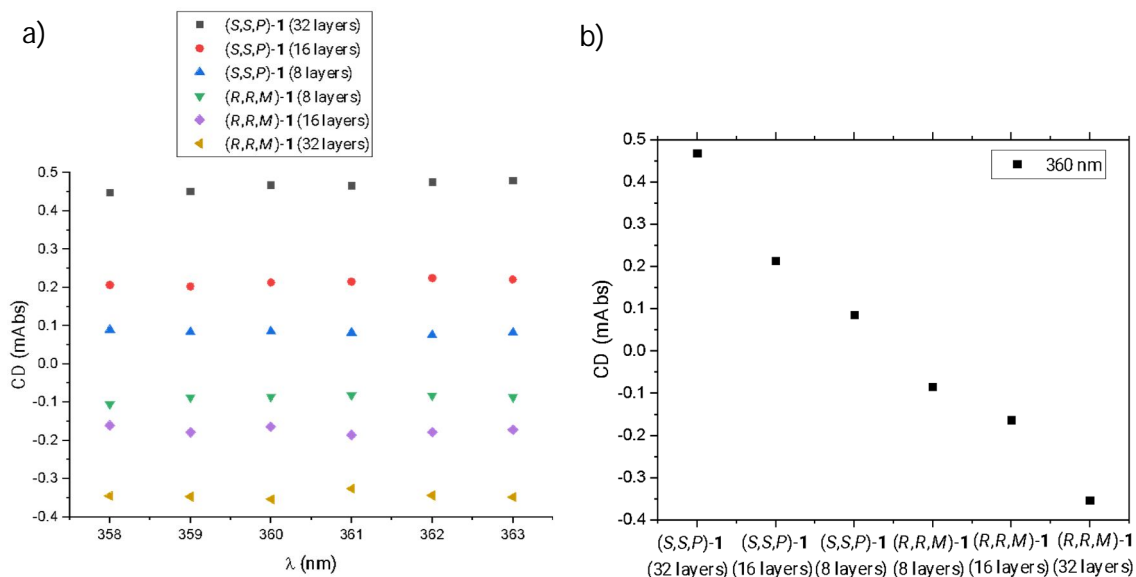 a)
(S,S,P)-1 (32 layers)
(S,S,P)-1 (16 layers)
(S,S,P)-1 (8 layers)
(R,R,M)-1 (8 layers)
(R,R,M)-1 (16 layers)
(R,R,M)-1 (32 layers)
0.5
0.4
0.3
0.2
0.1
0.0
-0.1
-0.2
-0.3
-0.4
CD (mAbs)
358 359 360 361 362 363
λ (nm)
b)
360 nm
0.5
0.4
0.3
0.2
0.1
0.0
-0.1
-0.2
-0.3
-0.4
CD (mAbs)
(S,S,P)-1 (S,S,P)-1 (S,S,P)-1 (R,R,M)-1 (R,R,M)-1 (R,R,M)-1
(32 layers) (16 layers) (8 layers) (8 layers) (16 layers) (32 layers)